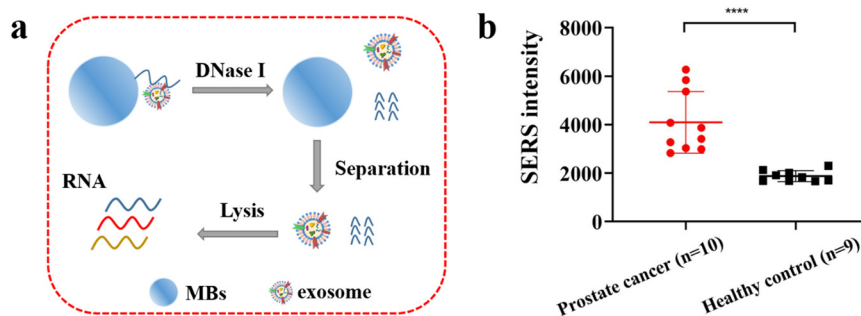 a
DNase I
Separation
Lysis
RNA
MBs
exosome
b
****
SERS intensity
8000
6000
4000
2000
0
Prostate cancer (n=10)
Healthy control (n=9)